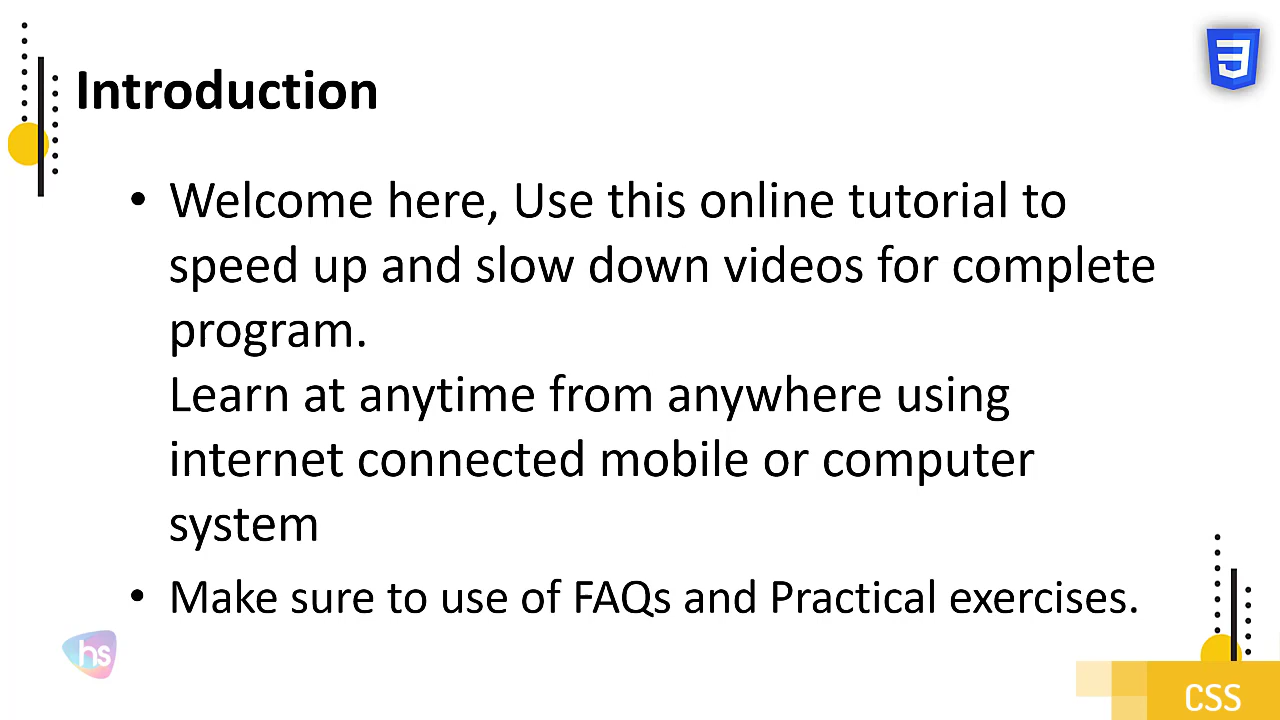 Introduction
• Welcome here, Use this online tutorial to
speed up and slow down videos for complete
program.
Learn at anytime from anywhere using
internet connected mobile or computer
system
• Make sure to use of FAQs and Practical exercises.
hs
CSS